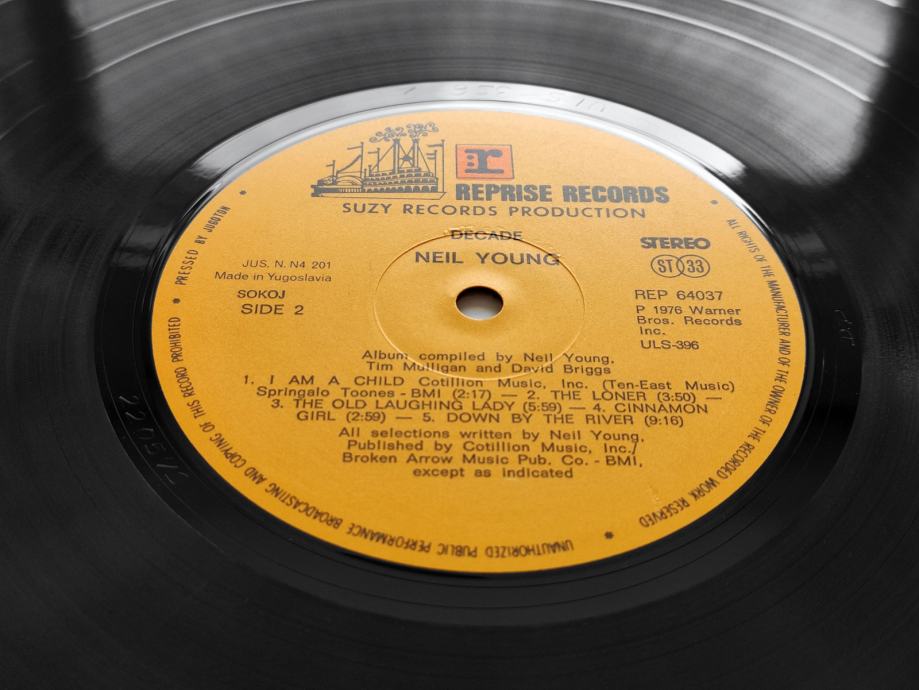 r
REPRISE RECORDS
SUZY RECORDS PRODUCTION
DECADE
NEIL YOUNG
JUS. N. N4 201
Made in Yugoslavia
SOKOJ
SIDE 2
STEREO
ST 33
REP 64037
P 1976 Warner
Bros. Records
Inc.
ULS-396
Album compiled by Neil Young,
Tim Mulligan and David Briggs
1. I AM A CHILD Cotillion Music, Inc. (Ten-East Music)
Springalo Toones - BMI (2:17) — 2. THE LONER (3:50) —
3. THE OLD LAUGHING LADY (5:59) — 4. CINNAMON
GIRL (2:59) — 5. DOWN BY THE RIVER (9:16)
All selections written by Neil Young,
Published by Cotillion Music, Inc./
Broken Arrow Music Pub. Co. - BMI,
except as indicated
PRESSED BY JUGOTON * ALL RIGHTS OF THE MANUFACTURER AND OF THE OWNER OF THE RECORDED WORK RESERVED * UNAUTHORIZED PUBLIC PERFORMANCE BROADCASTING AND COPYING OF THIS RECORD PROHIBITED *